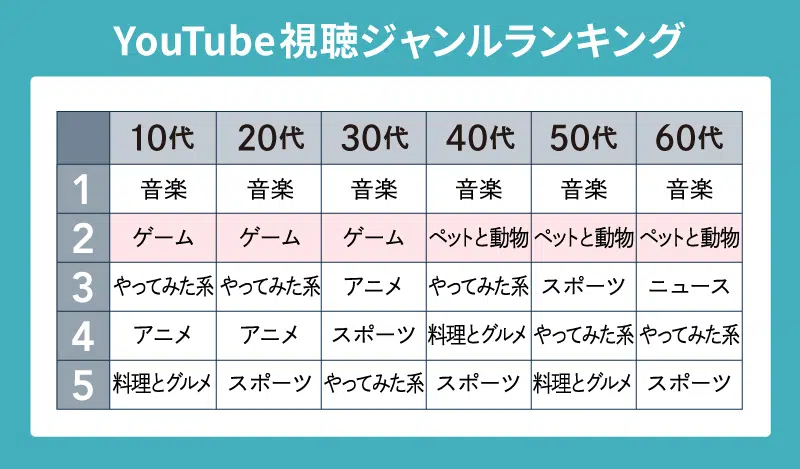 YouTube視聴ジャンルランキング
10代 20代 30代 40代 50代 60代
1 音楽 音楽 音楽 音楽 音楽 音楽
2 ゲーム ゲーム ゲーム ペットと動物 ペットと動物 ペットと動物
3 やってみた系 やってみた系 アニメ やってみた系 スポーツ ニュース
4 アニメ アニメ スポーツ 料理とグルメ やってみた系 やってみた系
5 料理とグルメ スポーツ やってみた系 スポーツ 料理とグルメ スポーツ